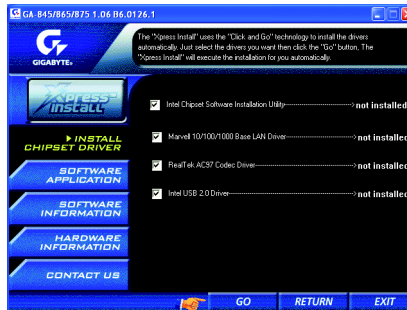 GA-845/865/875 1.06 B6.0126.1
The "Xpress Install" uses the "Click and Go" technology to install the drivers
automatically. Just select the drivers you want then click the "Go" button, The
"Xpress Install" will execute the installation for you automatically.
GIGABYTE
Xpress-
Install
Intel Chipset Software Installation Utility
not installed
Marvell 10/100/1000 Base LAN Driver
not installed
RealTek AC97 Codec Driver
not installed
Intel USB 2.0 Driver
not installed
INSTALL
CHIPSET DRIVER
SOFTWARE
APPLICATION
SOFTWARE
INFORMATION
HARDWARE
INFORMATION
CONTACT US
GO
RETURN
EXIT